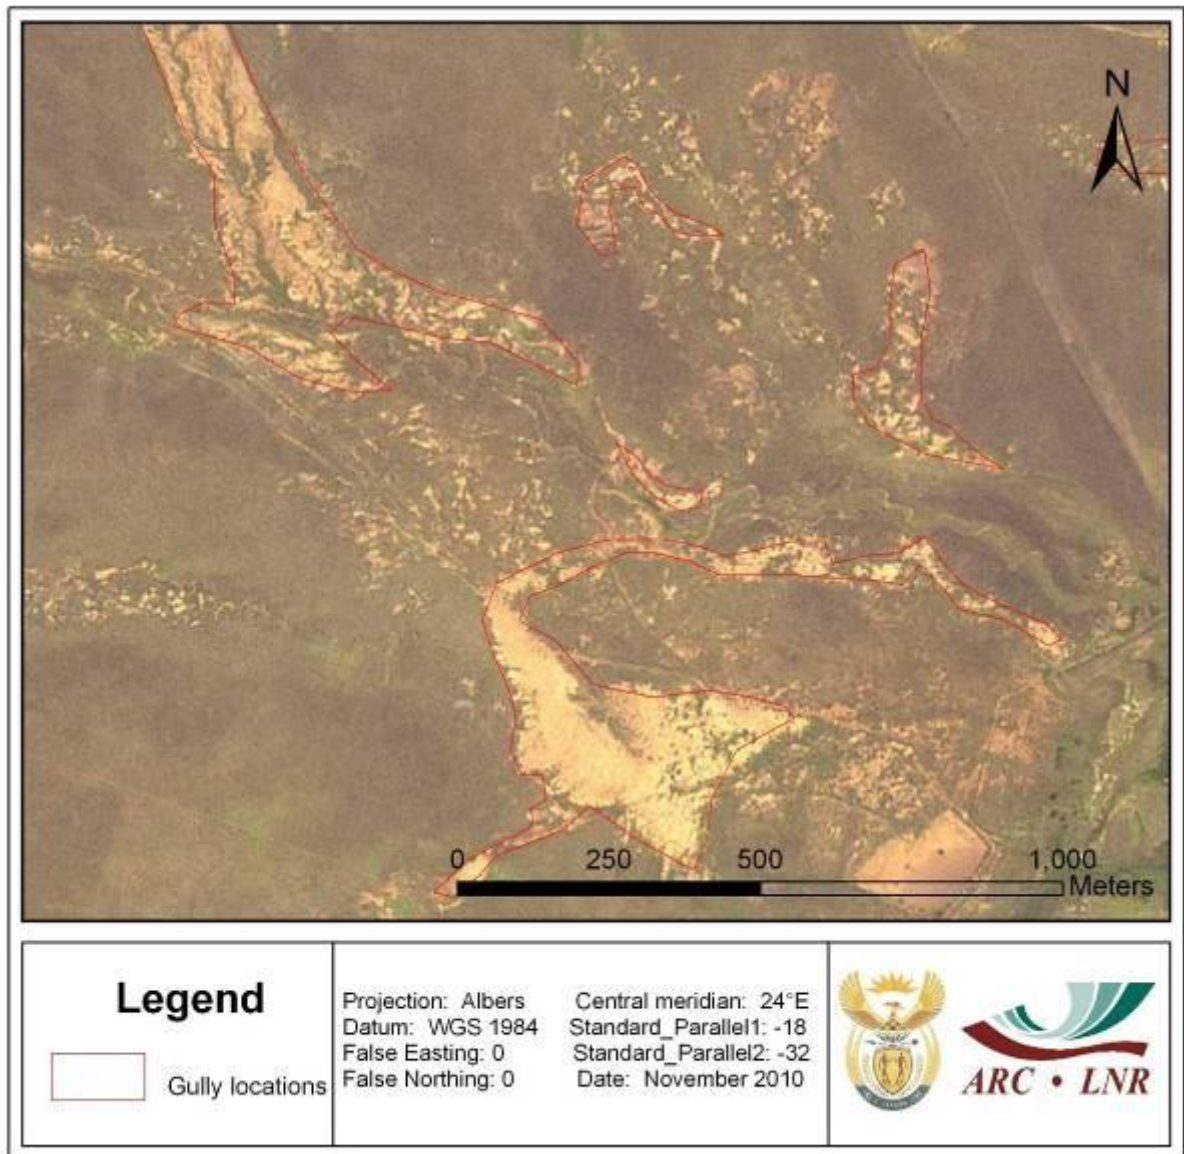 N
0 250 500 1,000
Meters
Legend
Gully locations
Projection: Albers
Datum: WGS 1984
False Easting: 0
False Northing: 0
Central meridian: 24°E
Standard_Parallel1: -18
Standard_Parallel2: -32
Date: November 2010
ARC • LNR